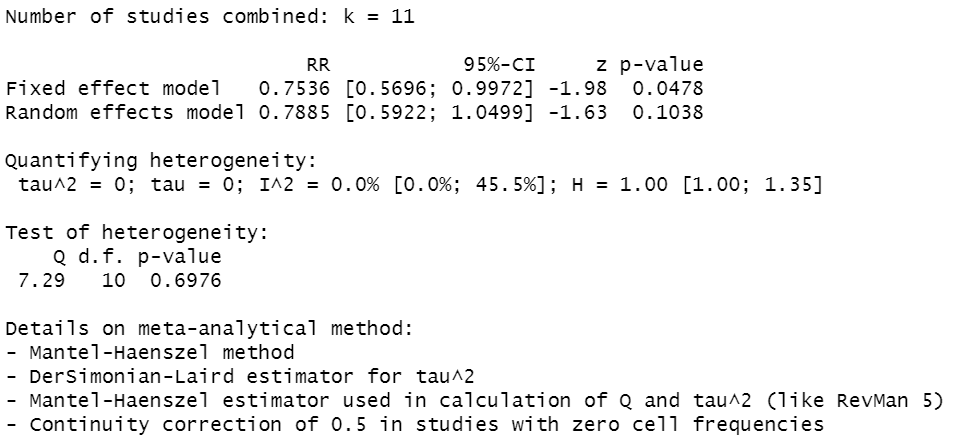 Number of studies combined: k = 11
RR 95%-CI z p-value
Fixed effect model 0.7536 [0.5696; 0.9972] -1.98 0.0478
Random effects model 0.7885 [0.5922; 1.0499] -1.63 0.1038
Quantifying heterogeneity:
tau^2 = 0; tau = 0; I^2 = 0.0% [0.0%; 45.5%]; H = 1.00 [1.00; 1.35]
Test of heterogeneity:
Q d.f. p-value
7.29 10 0.6976
Details on meta-analytical method:
- Mantel-Haenszel method
- DerSimonian-Laird estimator for tau^2
- Mantel-Haenszel estimator used in calculation of Q and tau^2 (like RevMan 5)
- Continuity correction of 0.5 in studies with zero cell frequencies